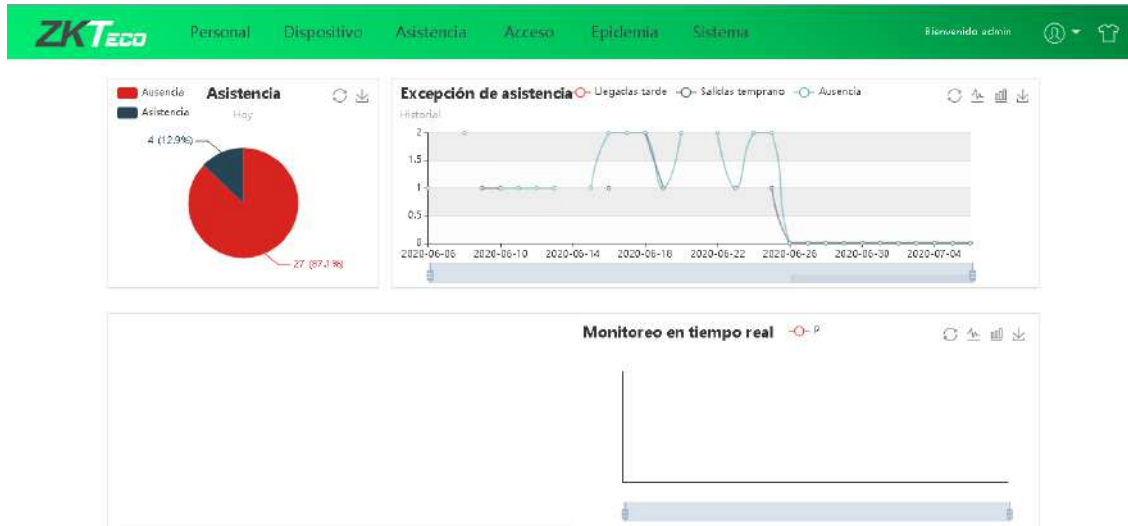 ZKTECO
Personal Dispositivo Asistencia Acceso Epidemia Sistema Bienvenido admin
Ausencia
Asistencia
Asistencia
Hoy
4 (12.9%)
27 (87.1%)
Excepción de asistencia
Llegadas tarde Salidas temprano Ausencia
Historial
2
1.5
1
0.5
0
2020-06-06 2020-06-10 2020-06-14 2020-06-18 2020-06-22 2020-06-26 2020-06-30 2020-07-04
Monitoreo en tiempo real